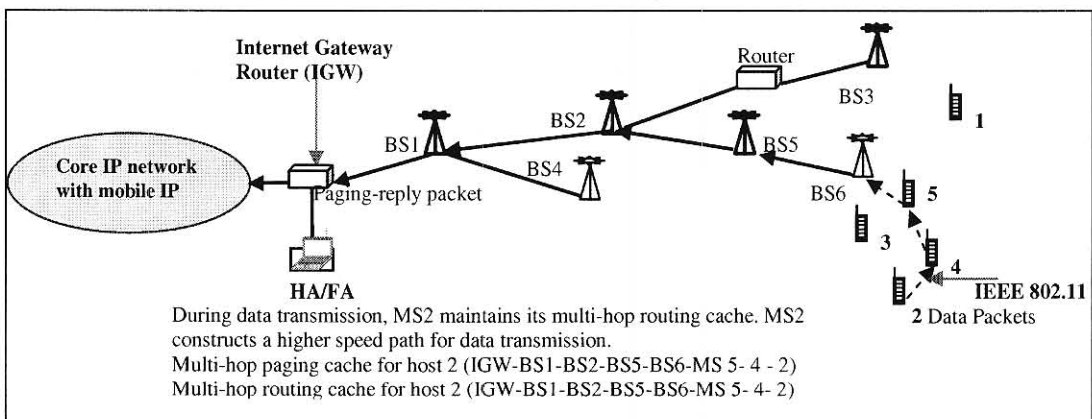 Internet Gateway
Router (IGW)
Router
BS3
1
BS2
BS1
BS5
Core IP network
with mobile IP
BS4
Paging-reply packet
BS6
5
3
4
HA/FA
IEEE 802.11
2 Data Packets
During data transmission, MS2 maintains its multi-hop routing cache. MS2
constructs a higher speed path for data transmission.
Multi-hop paging cache for host 2 (IGW-BS1-BS2-BS5-BS6-MS 5- 4 - 2)
Multi-hop routing cache for host 2 (IGW-BS1-BS2-BS5-BS6-MS 5- 4- 2)